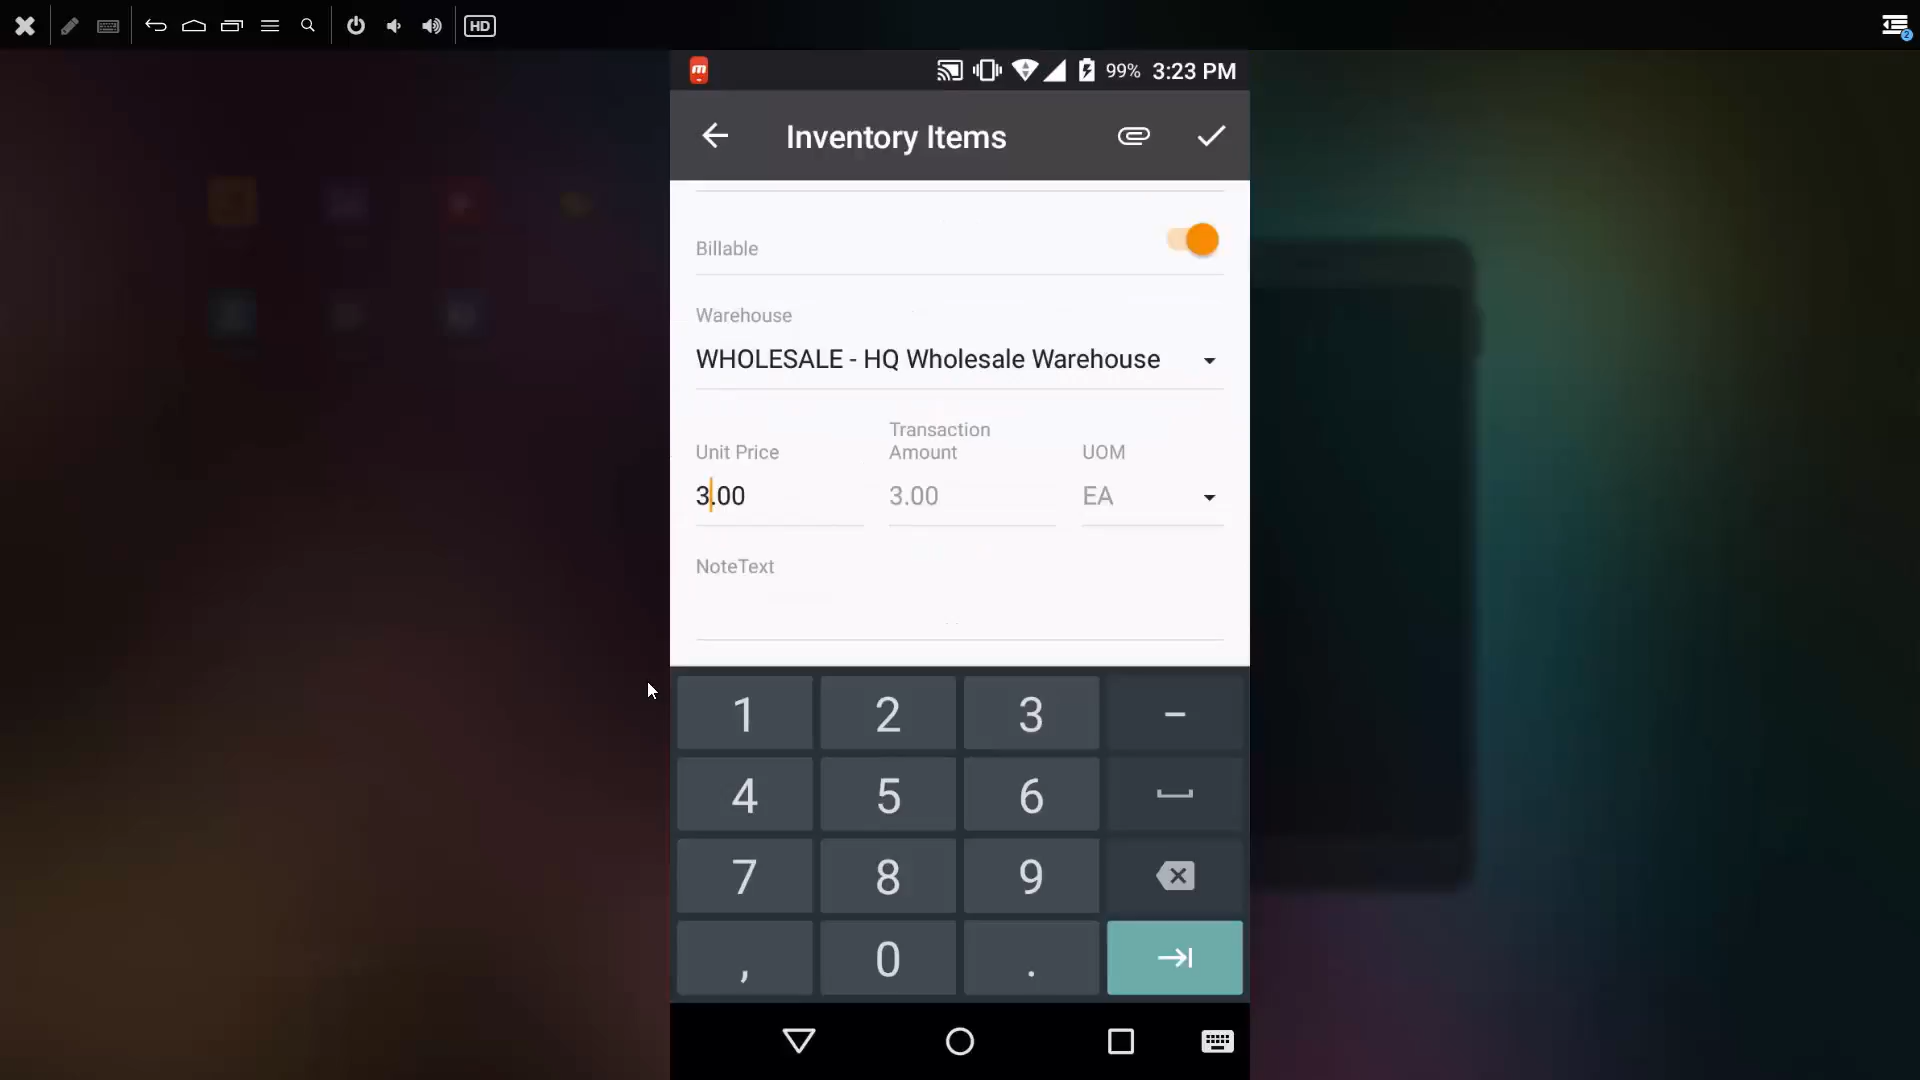 HD
2
99% 3:23 PM
Inventory Items
Billable
Warehouse
WHOLESALE - HQ Wholesale Warehouse
Unit Price
Transaction
Amount
UOM
3.00
3.00
EA
NoteText
1 2 3 -
4 5 6
7 8 9
, 0 .